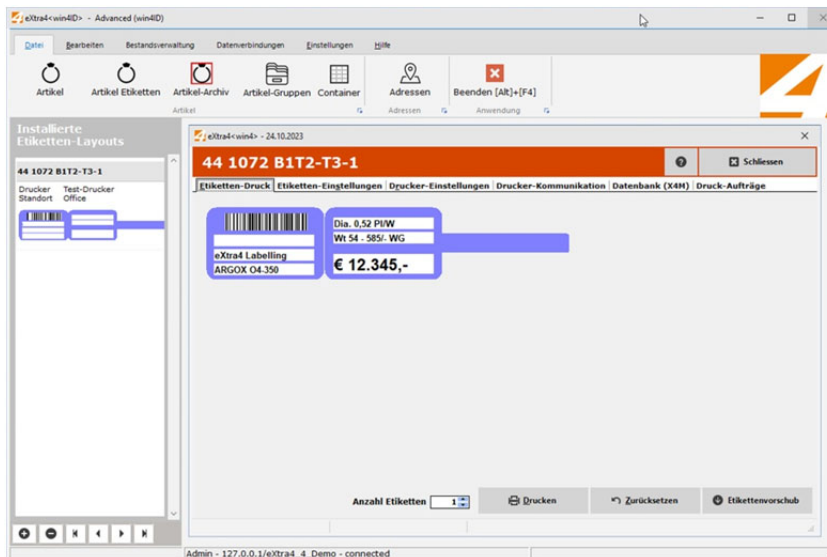 eXtra4<win4ID> - Advanced (win4ID)
Datei Bearbeiten Bestandsverwaltung Datenverbindungen Einstellungen Hilfe
Artikel Artikel Etiketten Artikel-Archiv Artikel-Gruppen Container Adressen Beenden [Alt]+[F4]
Artikel Adressen Anwendung
Installierte
Etiketten-Layouts
44 1072 B1T2-T3-1
Drucker Test-Drucker
Standort Office
eXtra4<win4> - 24.10.2023
44 1072 B1T2-T3-1
Schliessen
Etiketten-Druck Etiketten-Eingstellungen Drucker-Einstellungen Drucker-Kommunikation Datenbank (X4M) Druck-Aufträge
Dia. 0,52 PI/W
Wt 54 - 585/- WG
eXtra4 Labelling
ARGOX O4-350
€ 12.345,-
Anzahl Etiketten 1 Drucken Zurücksetzen Etikettenvorschub
Admin - 127.0.0.1/eXtra4_4_Demo - connected